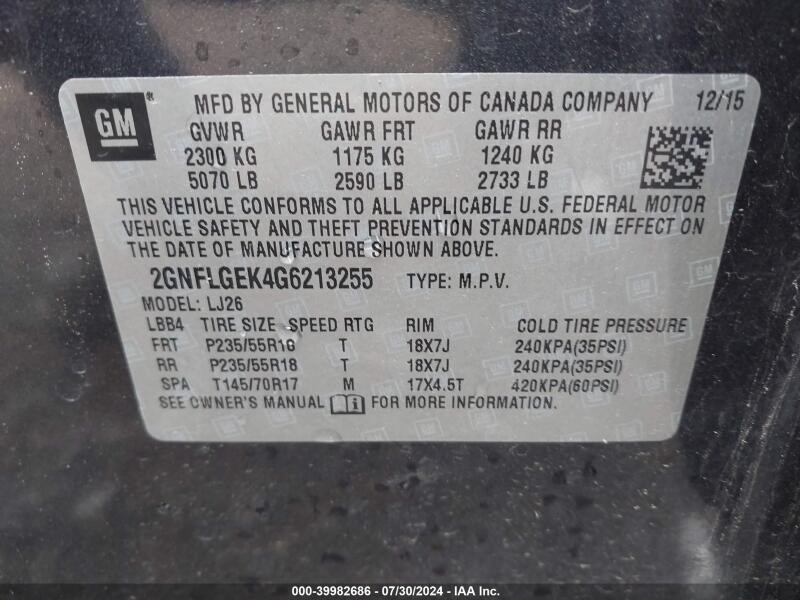 GM ® MFD BY GENERAL MOTORS OF CANADA COMPANY 12/15
GVWR GAWR FRT GAWR RR
2300 KG 1175 KG 1240 KG
5070 LB 2590 LB 2733 LB
THIS VEHICLE CONFORMS TO ALL APPLICABLE U.S. FEDERAL MOTOR
VEHICLE SAFETY AND THEFT PREVENTION STANDARDS IN EFFECT ON
THE DATE OF MANUFACTURE SHOWN ABOVE.
2GNFLGEK4G6213255 TYPE: M.P.V.
MODEL: LJ26
LBB4 TIRE SIZE SPEED RTG RIM COLD TIRE PRESSURE
FRT P235/55R18 T 18X7J 240KPA(35PSI)
RR P235/55R18 T 18X7J 240KPA(35PSI)
SPA T145/70R17 M 17X4.5T 420KPA(60PSI)
SEE OWNER'S MANUAL FOR MORE INFORMATION.
000-39982686 - 07/30/2024 - IAA Inc.